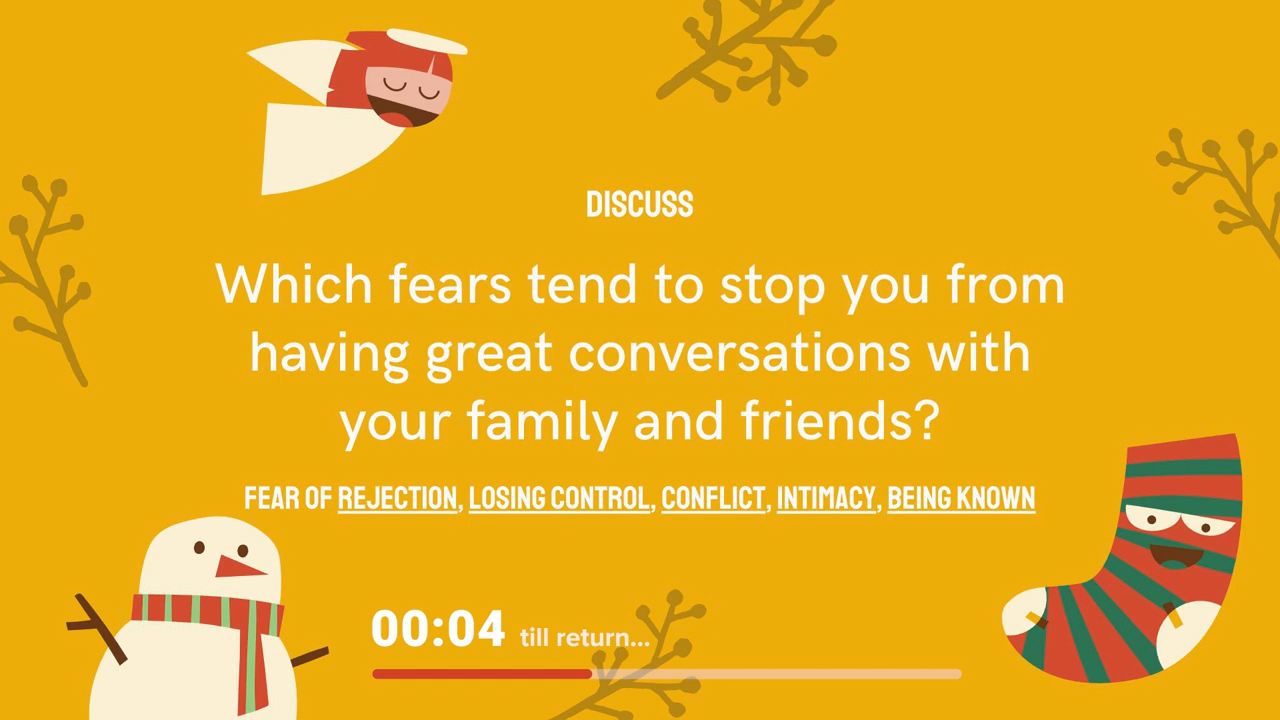 DISCUSS
Which fears tend to stop you from
having great conversations with
your family and friends?
FEAR OF REJECTION, LOSING CONTROL, CONFLICT, INTIMACY, BEING KNOWN
00:04 till return...